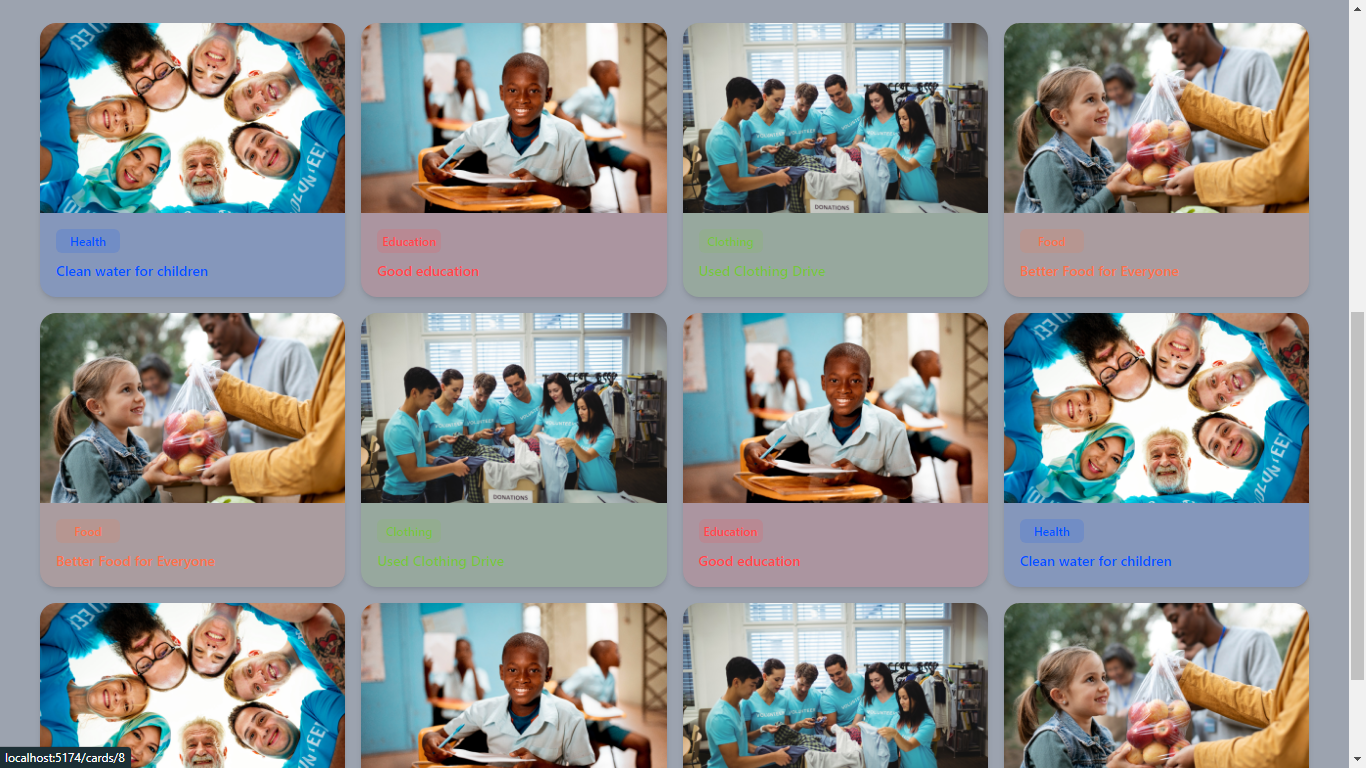 Health
Education
Clothing
Food
Clean water for children
Good education
Used Clothing Drive
Better Food for Everyone
DONATIONS
Food
Clothing
Education
Health
Better Food for Everyone
Used Clothing Drive
Good education
Clean water for children
DONATIONS
localhost:5174/cards/8